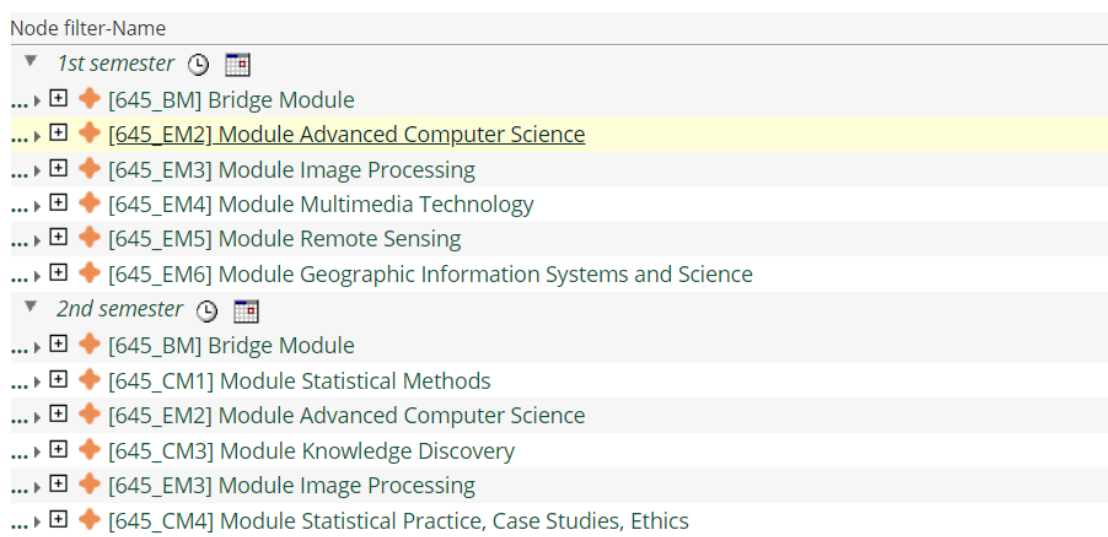 Node filter-Name
1st semester
... [645_BM] Bridge Module
... [645_EM2] Module Advanced Computer Science
... [645_EM3] Module Image Processing
... [645_EM4] Module Multimedia Technology
... [645_EM5] Module Remote Sensing
... [645_EM6] Module Geographic Information Systems and Science
2nd semester
... [645_BM] Bridge Module
... [645_CM1] Module Statistical Methods
... [645_EM2] Module Advanced Computer Science
... [645_CM3] Module Knowledge Discovery
... [645_EM3] Module Image Processing
... [645_CM4] Module Statistical Practice, Case Studies, Ethics